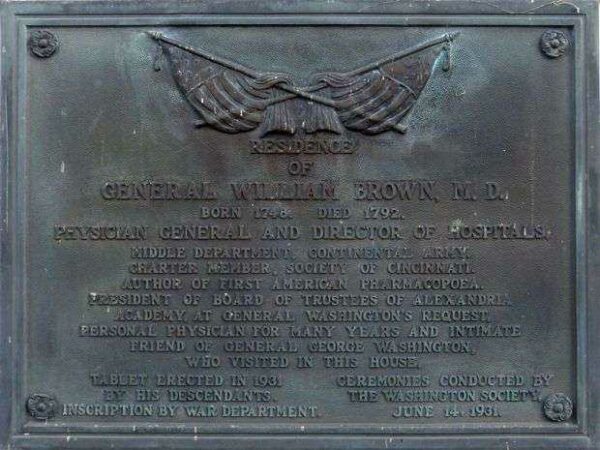 RESIDENCE
OF
GENERAL WILLIAM BROWN, M. D.
BORN 1748. DIED 1792.
PHYSICIAN GENERAL AND DIRECTOR OF HOSPITALS,
MIDDLE DEPARTMENT, CONTINENTAL ARMY.
CHARTER MEMBER, SOCIETY OF CINCINNATI.
AUTHOR OF FIRST AMERICAN PHARMACOPOEA.
PRESIDENT OF BOARD OF TRUSTEES OF ALEXANDRIA
ACADEMY, AT GENERAL WASHINGTON'S REQUEST,
PERSONAL PHYSICIAN FOR MANY YEARS AND INTIMATE
FRIEND OF GENERAL GEORGE WASHINGTON,
WHO VISITED IN THIS HOUSE.
TABLET ERECTED IN 1931
BY HIS DESCENDANTS.
INSCRIPTION BY WAR DEPARTMENT.
CEREMONIES CONDUCTED BY
THE WASHINGTON SOCIETY
JUNE 14, 1931.